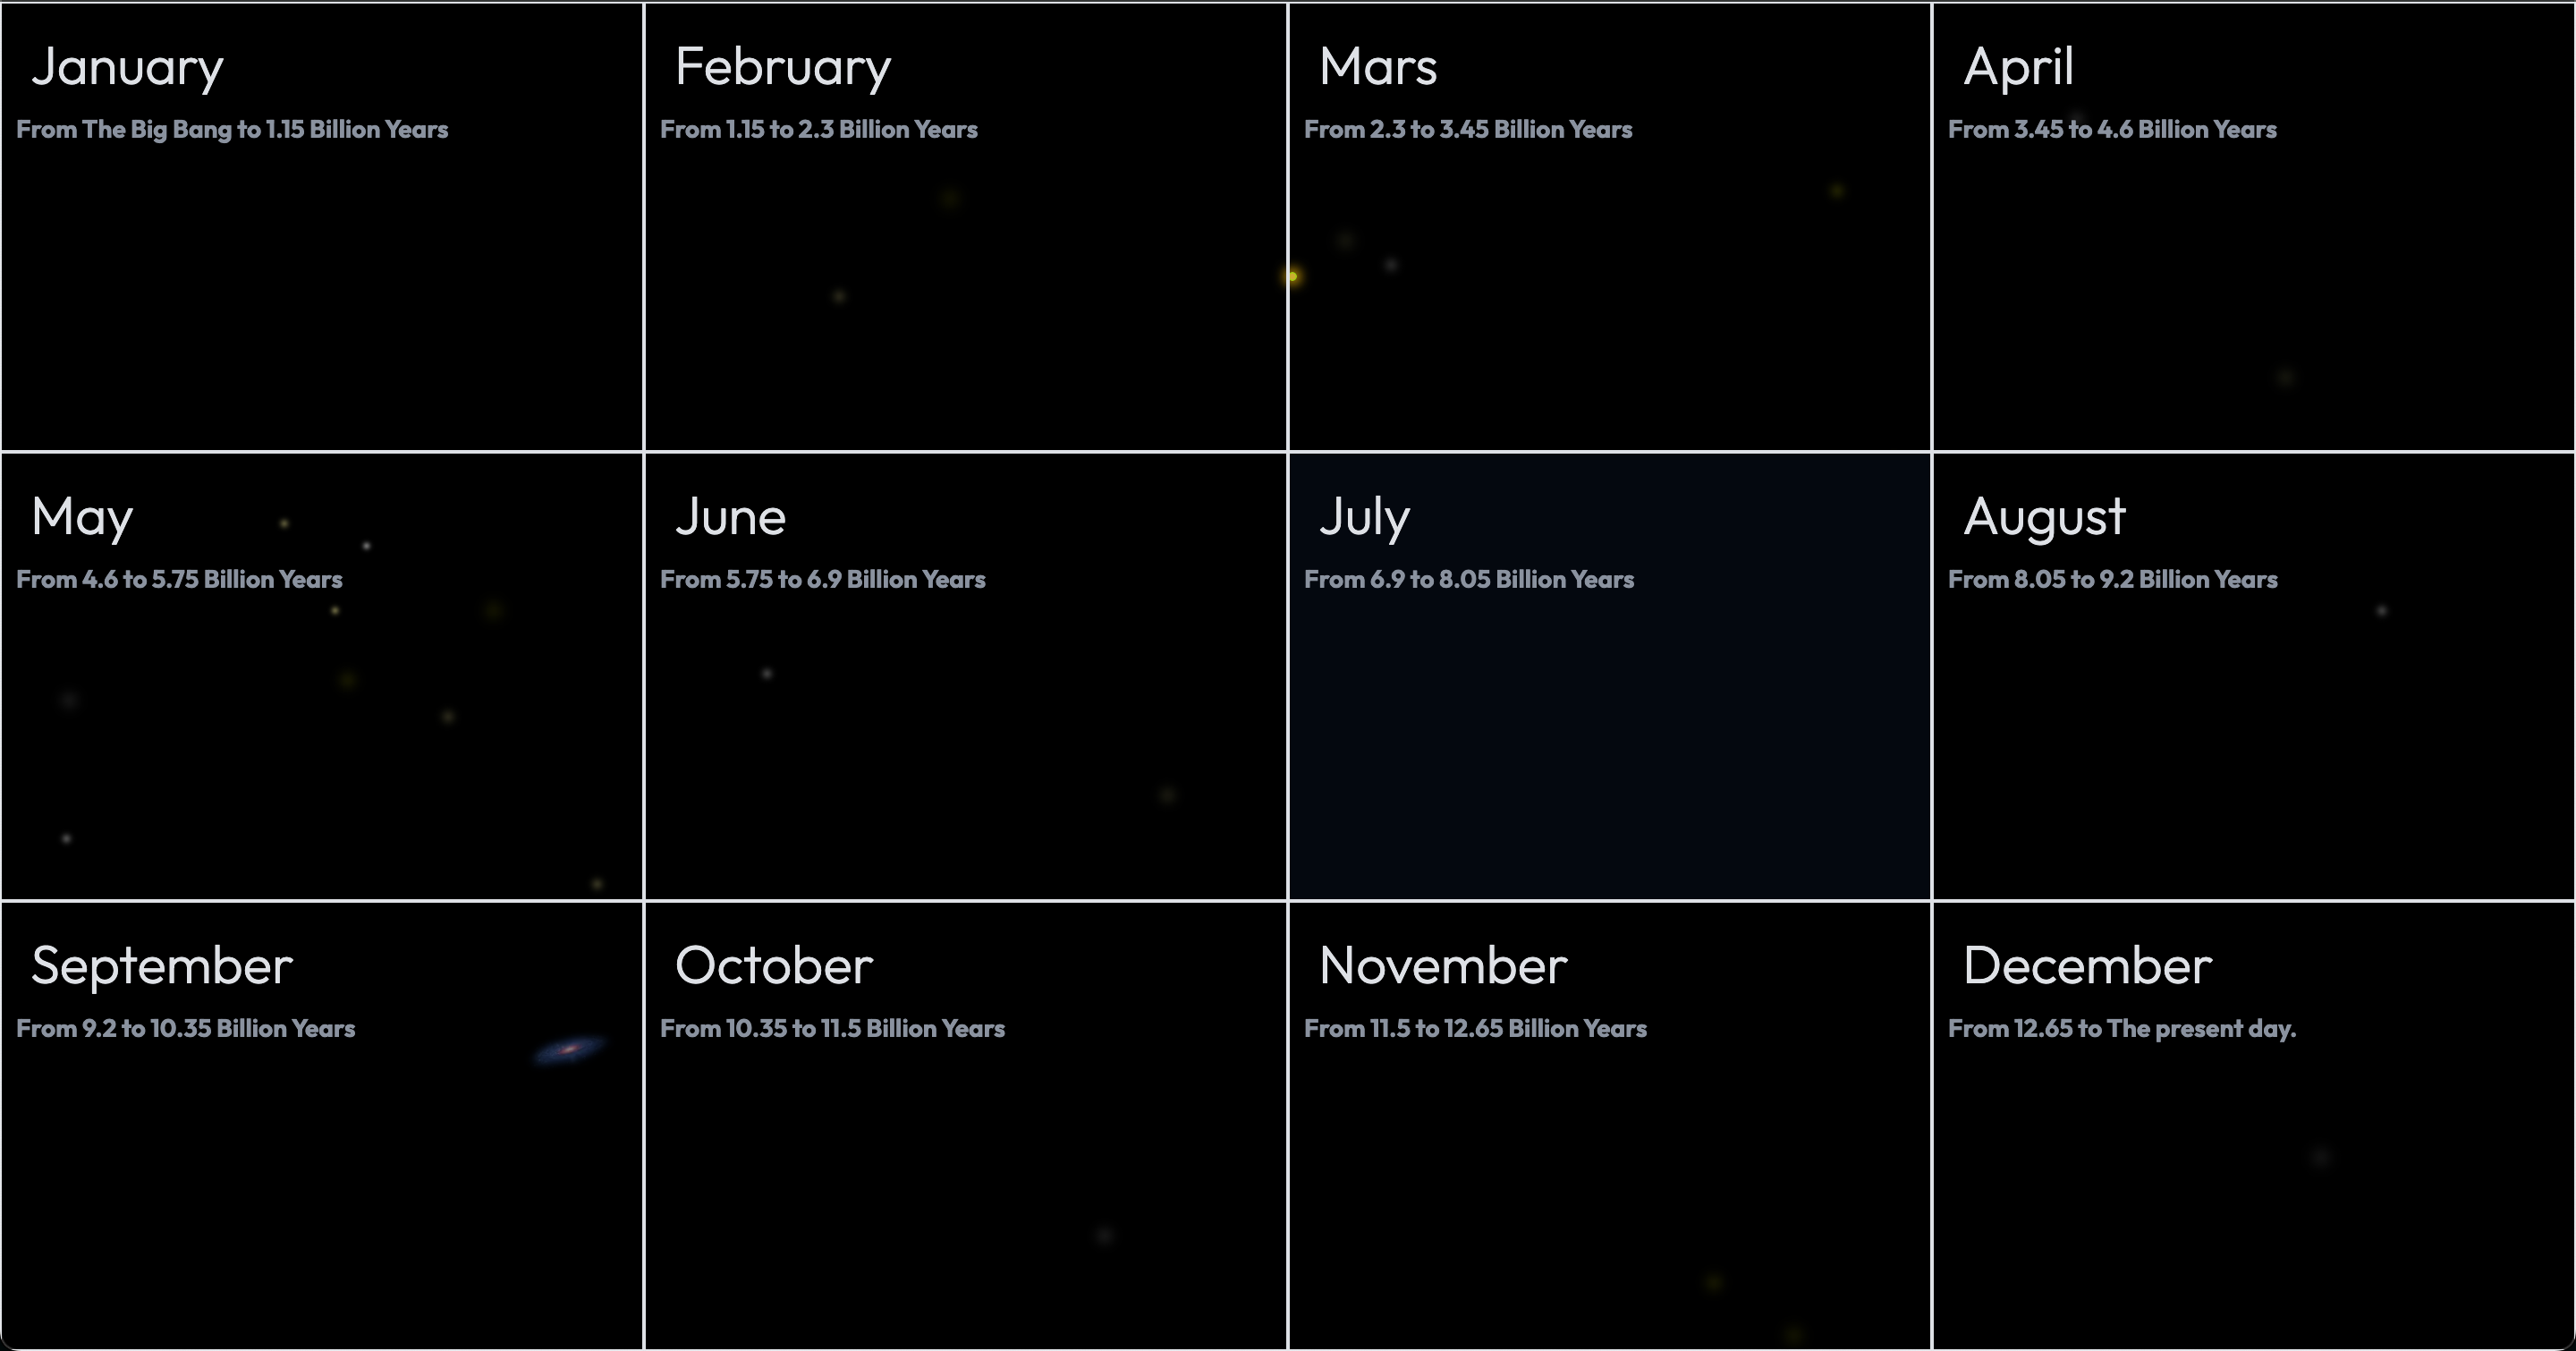 January
From The Big Bang to 1.15 Billion Years
February
From 1.15 to 2.3 Billion Years
Mars
From 2.3 to 3.45 Billion Years
April
From 3.45 to 4.6 Billion Years
May
From 4.6 to 5.75 Billion Years
June
From 5.75 to 6.9 Billion Years
July
From 6.9 to 8.05 Billion Years
August
From 8.05 to 9.2 Billion Years
September
From 9.2 to 10.35 Billion Years
October
From 10.35 to 11.5 Billion Years
November
From 11.5 to 12.65 Billion Years
December
From 12.65 to The present day.